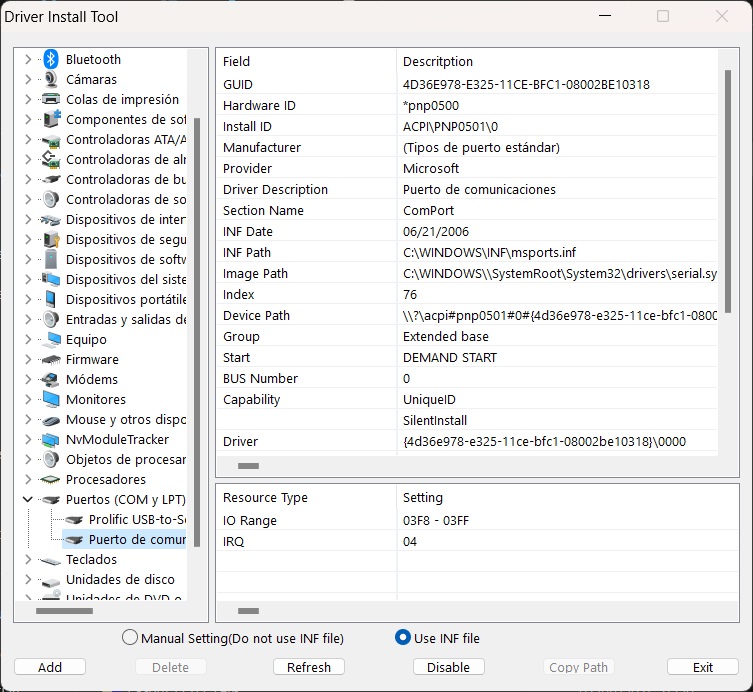 Driver Install Tool
Bluetooth
Cámaras
Colas de impresión
Componentes de sof
Controladoras ATA/A
Controladoras de alr
Controladoras de bu
Controladoras de so
Dispositivos de inter
Dispositivos de segu
Dispositivos de softw
Dispositivos del siste
Dispositivos portátile
Entradas y salidas de
Equipo
Firmware
Módems
Monitores
Mouse y otros dispo
NvModuleTracker
Objetos de procesar
Procesadores
Puertos (COM y LPT)
Prolific USB-to-Se
Puerto de comur
Teclados
Unidades de disco
Unidades de DVD o
Field Descritption
GUID 4D36E978-E325-11CE-BFC1-08002BE10318
Hardware ID *pnp0500
Install ID ACPI\PNP0501\0
Manufacturer (Tipos de puerto estándar)
Provider Microsoft
Driver Description Puerto de comunicaciones
Section Name ComPort
INF Date 06/21/2006
INF Path C:\WINDOWS\INF\msports.inf
Image Path C:\WINDOWS\\SystemRoot\System32\drivers\serial.sy
Index 76
Device Path \\?\acpi#pnp0501#0#{4d36e978-e325-11ce-bfc1-0800
Group Extended base
Start DEMAND START
BUS Number 0
Capability UniqueID
SilentInstall
Driver {4d36e978-e325-11ce-bfc1-08002be10318}\0000
Resource Type Setting
IO Range 03F8 - 03FF
IRQ 04
Manual Setting(Do not use INF file) Use INF file
Add Delete Refresh Disable Copy Path Exit